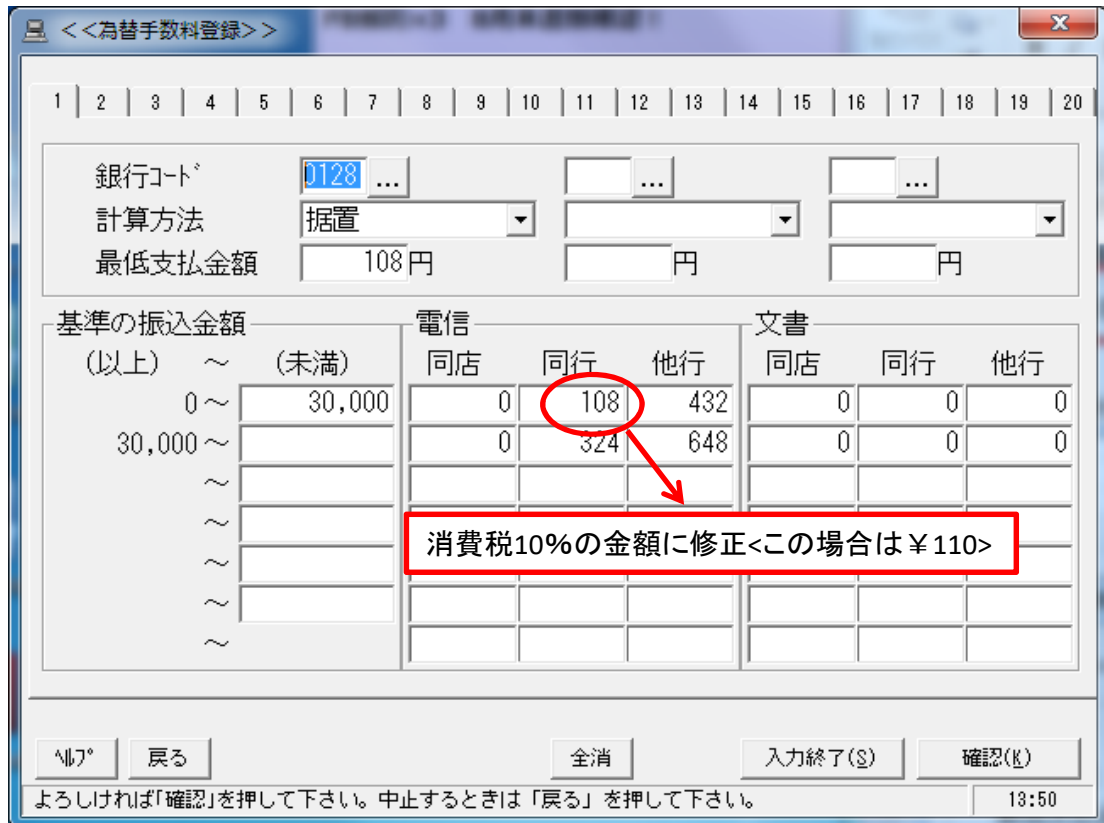 <<為替手数料登録>>
1 2 3 4 5 6 7 8 9 10 11 12 13 14 15 16 17 18 19 20
銀行ｺｰﾄﾞ 0128 ... ... ...
計算方法 据置
最低支払金額 108 円 円 円
基準の振込金額 電信 文書
(以上) ～ (未満) 同店 同行 他行 同店 同行 他行
0～ 30,000 0 108 432 0 0 0
30,000～ 0 324 648 0 0 0
～
～
消費税10%の金額に修正<この場合は￥110>
～
～
～
ﾍﾙﾌﾟ 戻る 全消 入力終了(S) 確認(K)
よろしければ「確認」を押して下さい。中止するときは「戻る」を押して下さい。 13:50